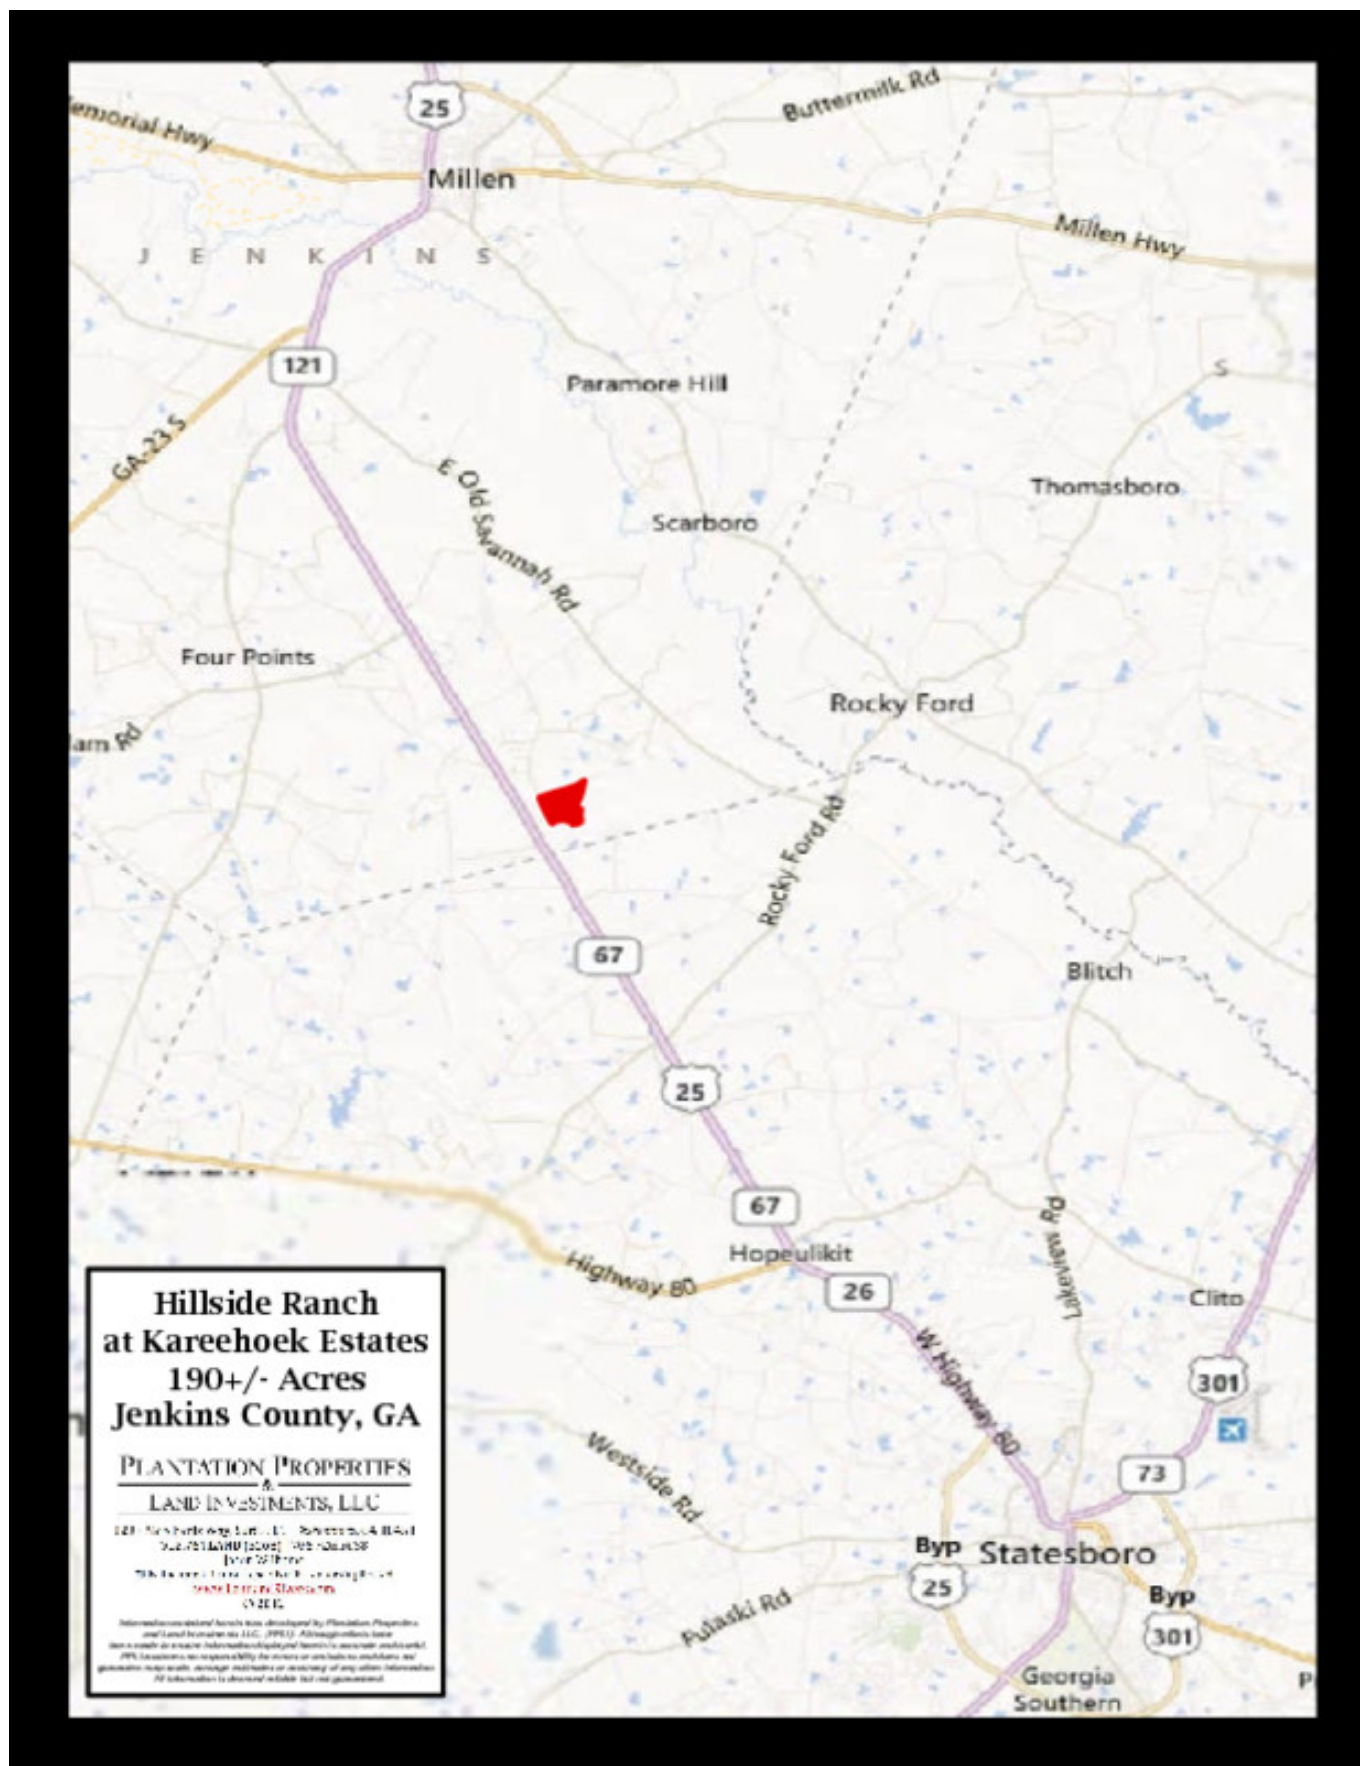 25
Buttermilk Rd
emorial Hwy
Millen
Millen Hwy
J E N K I N S
121
Paramore Hill
S
GA-23 S
E Old Savannah Rd
Thomasboro
Scarboro
Four Points
Rocky Ford
am Rd
Rocky Ford Rd
67
Blitch
25
67
Lakeview Rd
Hopeulikit
Highway 80
26
Clito
W Highway 80
301
Westside Rd
73
Byp
25
Statesboro
Byp
301
Pulaski Rd
Georgia
Southern
P
Hillside Ranch
at Kareehoek Estates
190+/- Acres
Jenkins County, GA
PLANTATION PROPERTIES
&
LAND INVESTMENTS, LLC